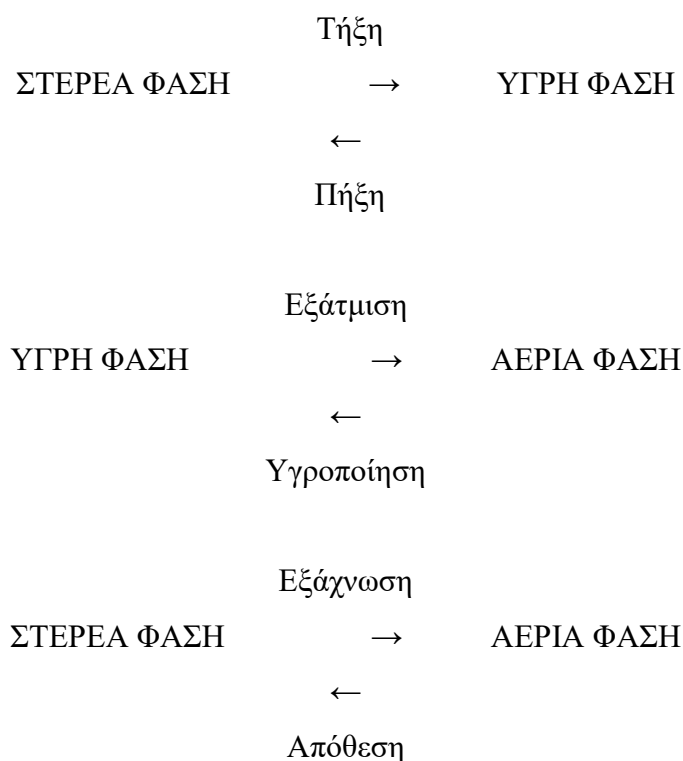 Τήξη
ΣΤΕΡΕΑ ΦΑΣΗ → ΥΓΡΗ ΦΑΣΗ
←
Πήξη
Εξάτμιση
ΥΓΡΗ ΦΑΣΗ → ΑΕΡΙΑ ΦΑΣΗ
←
Υγροποίηση
Εξάχνωση
ΣΤΕΡΕΑ ΦΑΣΗ → ΑΕΡΙΑ ΦΑΣΗ
←
Απόθεση